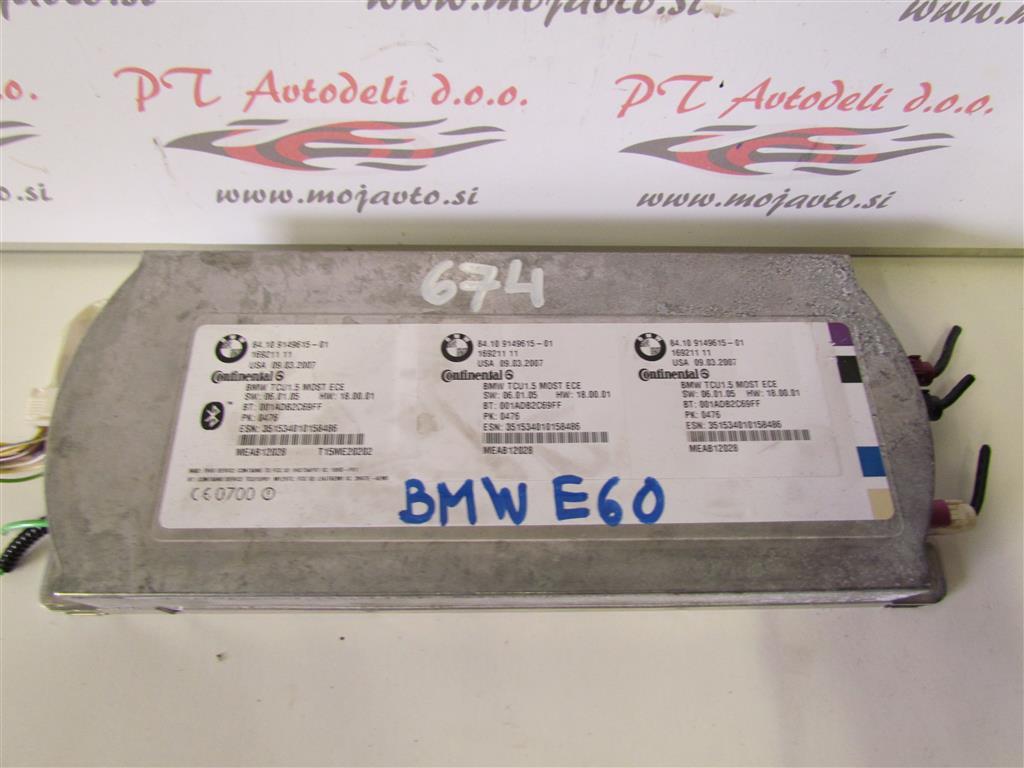 www.mojavto.si
www.mojavto.si
PT Avtodeli d.o.o.
PT Avtodeli d.o.o.
d.o.o.
www.mojavto.si
www.mojavto.si
.si
674
84.10 9149615-01
169211 11
USA 09.03.2007
Continental
BMW TCU1.5 MOST ECE
SW: 06.01.05 HW: 18.00.01
BT: 001ADB2C69FF
PK: 0476
ESN: 351534010158486
MEAB12028 T15ME20202
CE0700
84.10 9149615-01
169211 11
USA 09.03.2007
Continental
BMW TCU1.5 MOST ECE
SW: 06.01.05 HW: 18.00.01
BT: 001ADB2C69FF
PK: 0476
ESN: 351534010158486
MEAB12028
84.10 9149615-01
169211 11
USA 09.03.2007
Continental
BMW TCU1.5 MOST ECE
SW: 06.01.05 HW: 18.00.01
BT: 001ADB2C69FF
PK: 0476
ESN: 351534010158486
MEAB12028
BMW E60